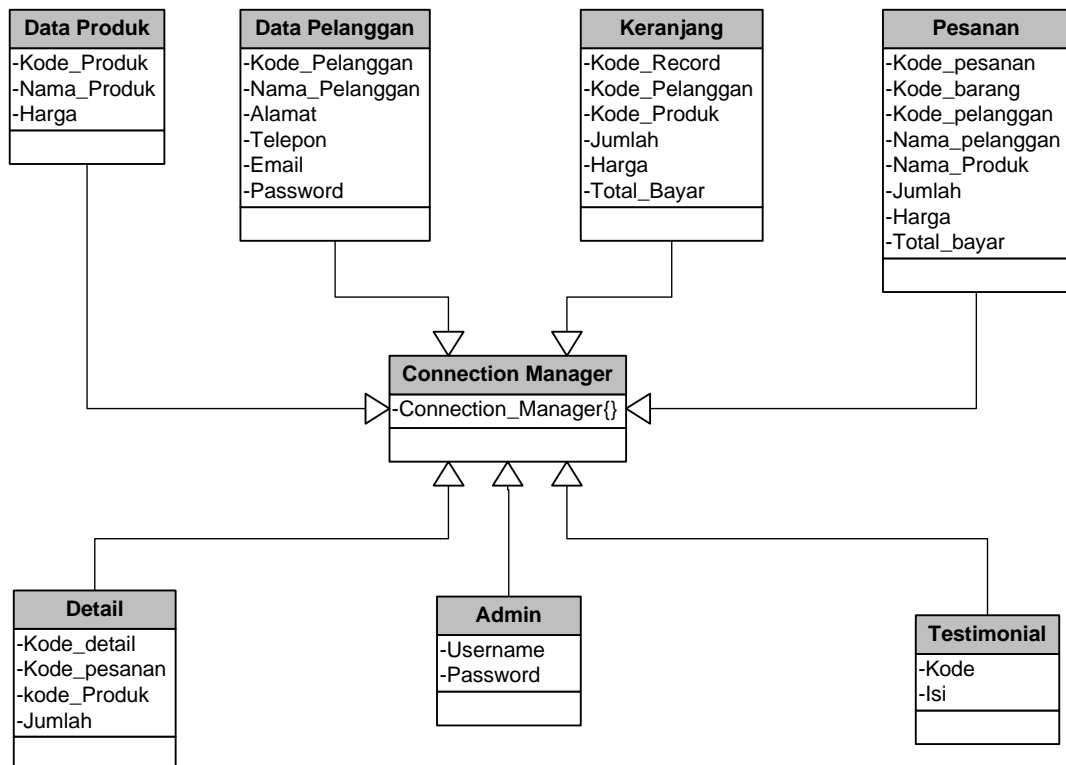 Data Produk
-Kode_Produk
-Nama_Produk
-Harga
Data Pelanggan
-Kode_Pelanggan
-Nama_Pelanggan
-Alamat
-Telepon
-Email
-Password
Keranjang
-Kode_Record
-Kode_Pelanggan
-Kode_Produk
-Jumlah
-Harga
-Total_Bayar
Pesanan
-Kode_pesanan
-Kode_barang
-Kode_pelanggan
-Nama_pelanggan
-Nama_Produk
-Jumlah
-Harga
-Total_bayar
Connection Manager
-Connection_Manager{}
Detail
-Kode_detail
-Kode_pesanan
-kode_Produk
-Jumlah
Admin
-Username
-Password
Testimonial
-Kode
-Isi